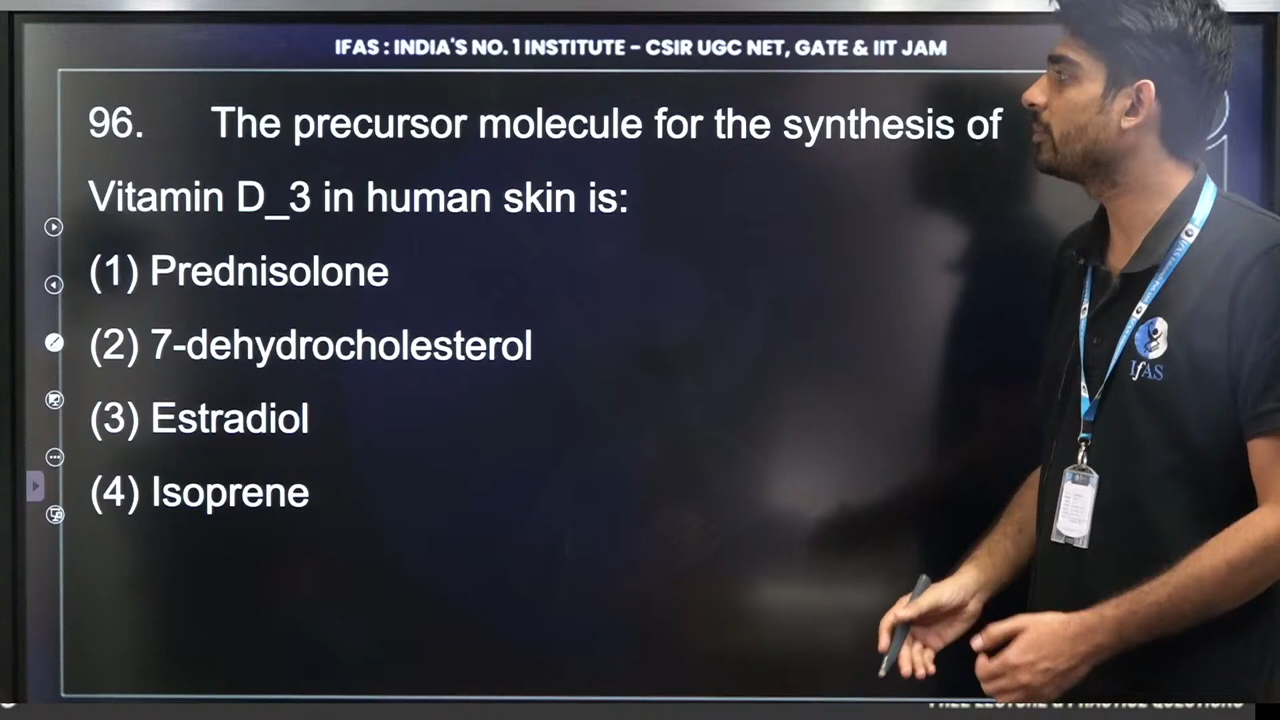 IFAS : INDIA'S NO. 1 INSTITUTE - CSIR UGC NET, GATE & IIT JAM
96. The precursor molecule for the synthesis of
Vitamin D_3 in human skin is:
(1) Prednisolone
(2) 7-dehydrocholesterol
(3) Estradiol
(4) Isoprene
IFAS